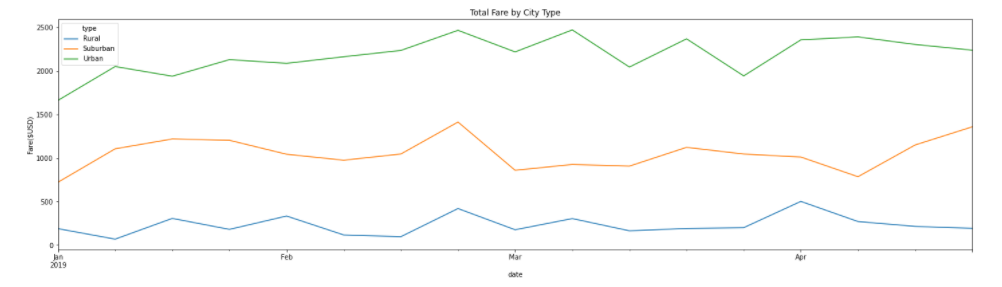 Total Fare by City Type
type
Rural
Suburban
Urban
2500
2000
1500
1000
500
0
Fare($USD)
Jan
2019
Feb
Mar
Apr
date